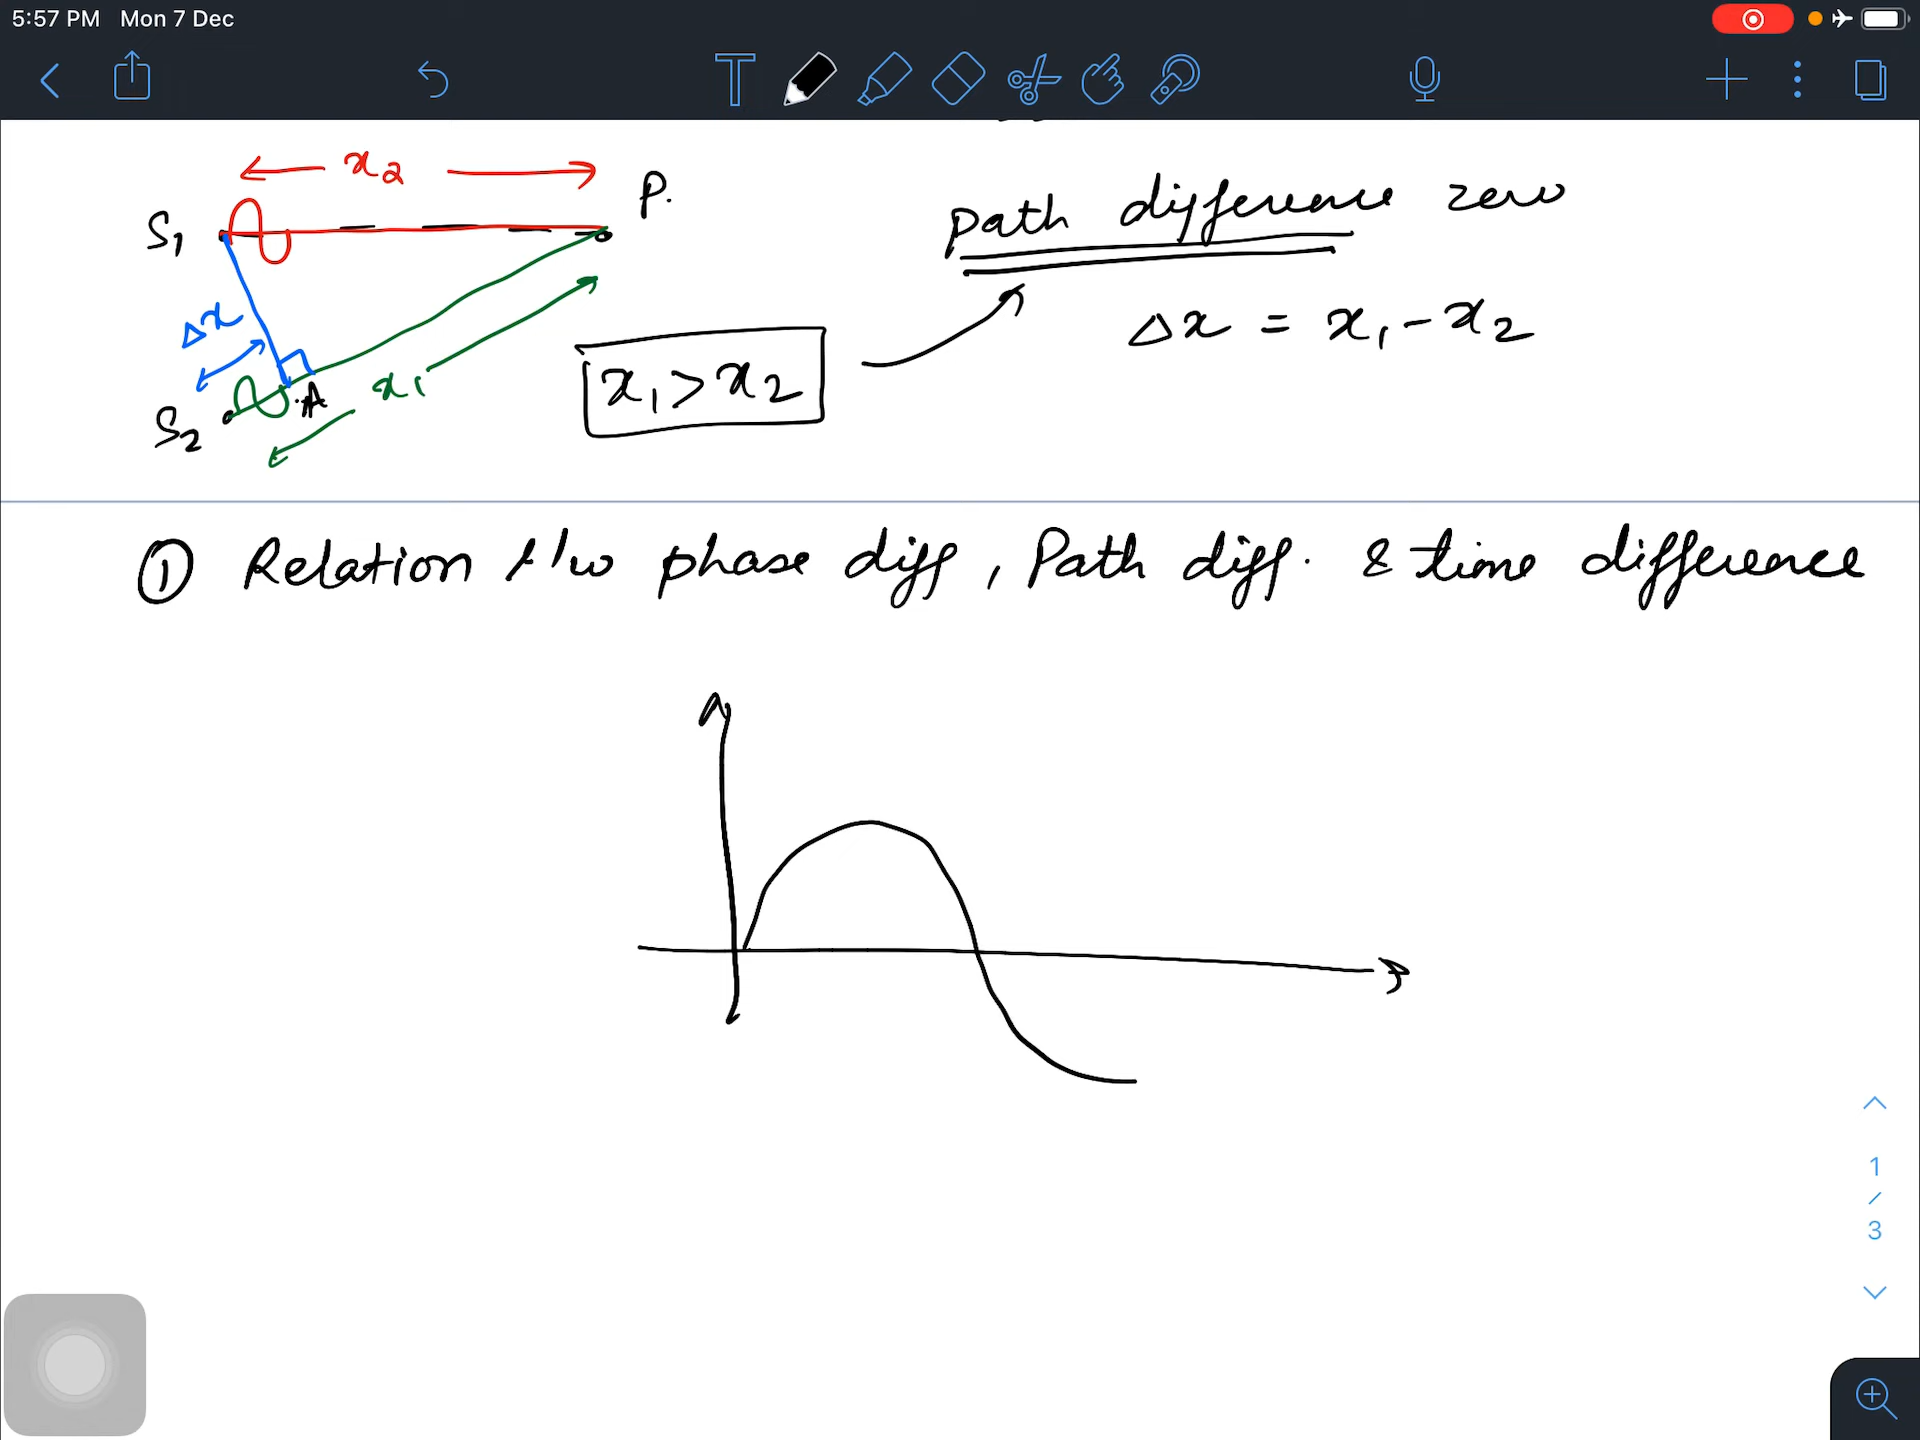 5:57 PM Mon 7 Dec
x2
S1
P.
path difference zero
Δx
Δx = x1 - x2
x1 > x2
x1
A
S2
① Relation b/w phase diff, Path diff. & time difference
1
/
3